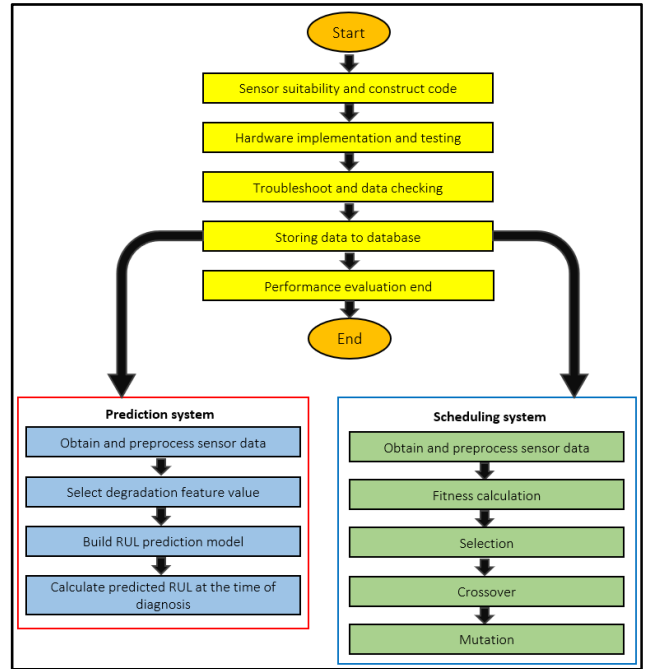 Start
Sensor suitability and construct code
Hardware implementation and testing
Troubleshoot and data checking
Storing data to database
Performance evaluation end
End
Prediction system
Obtain and preprocess sensor data
Select degradation feature value
Build RUL prediction model
Calculate predicted RUL at the time of
diagnosis
Scheduling system
Obtain and preprocess sensor data
Fitness calculation
Selection
Crossover
Mutation